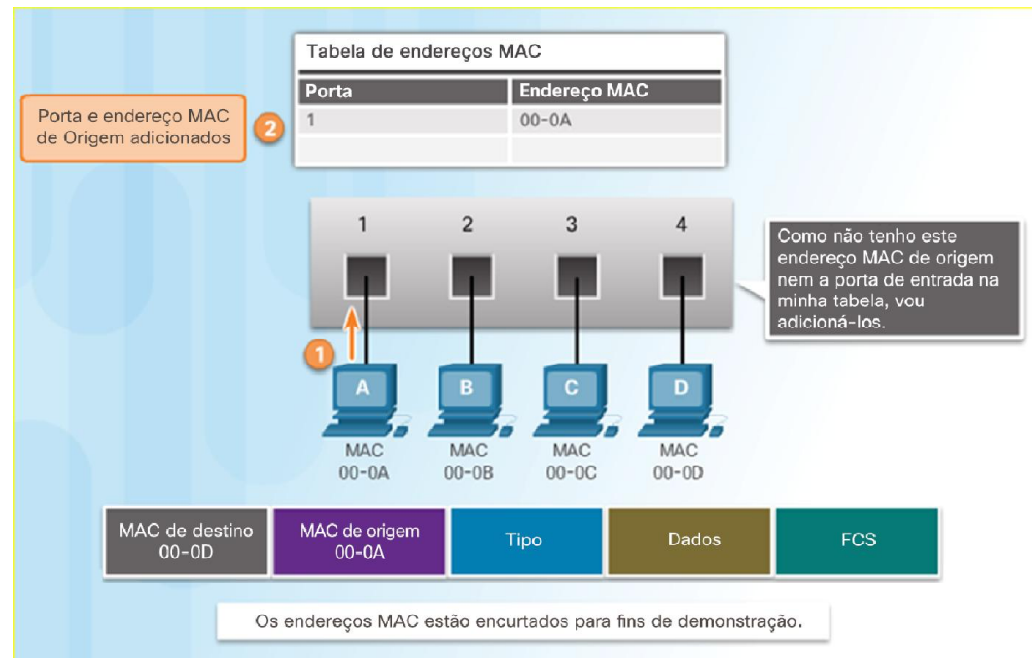 Tabela de endereços MAC
Porta Endereço MAC
1 00-0A
Porta e endereço MAC
de Origem adicionados
2
1 2 3 4
Como não tenho este
endereço MAC de origem
nem a porta de entrada na
minha tabela, vou
adicioná-los.
1
A B C D
MAC MAC MAC MAC
00-0A 00-0B 00-0C 00-0D
MAC de destino
00-0D
MAC de origem
00-0A
Tipo
Dados
FCS
Os endereços MAC estão encurtados para fins de demonstração.